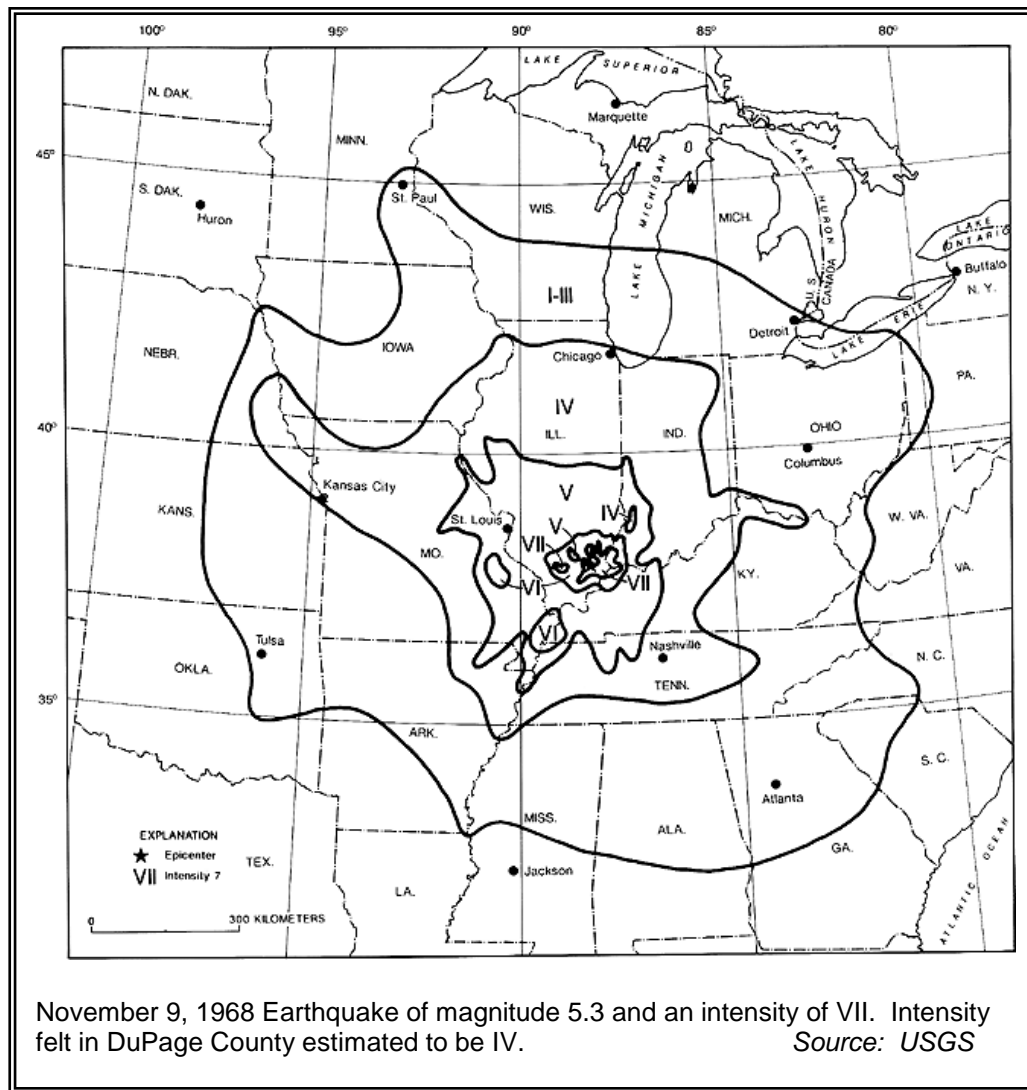 100° 95° 90° 85° 80°
LAKE SUPERIOR
N. DAK.
Marquette
MINN.
45°
S. DAK.
St. Paul
WIS.
LAKE MICHIGAN
MICH.
LAKE HURON
Huron
LAKE ONTARIO
U.S.
CANADA
Buffalo
N. Y.
I-III
Detroit
LAKE ERIE
NEBR.
IOWA
Chicago
PA.
IV
40°
ILL.
IND.
OHIO
Columbus
Kansas City
V
KANS.
St. Louis
IV
W. VA.
V
MO.
VII
KY.
VA.
VI
VII
VI
Tulsa
Nashville
N. C.
OKLA.
TENN.
35°
ARK.
S. C.
Atlanta
MISS.
ALA.
GA.
EXPLANATION
Epicenter
TEX.
VII Intensity 7
Jackson
LA.
ATLANTIC OCEAN
0 300 KILOMETERS
November 9, 1968 Earthquake of magnitude 5.3 and an intensity of VII. Intensity
felt in DuPage County estimated to be IV. Source: USGS